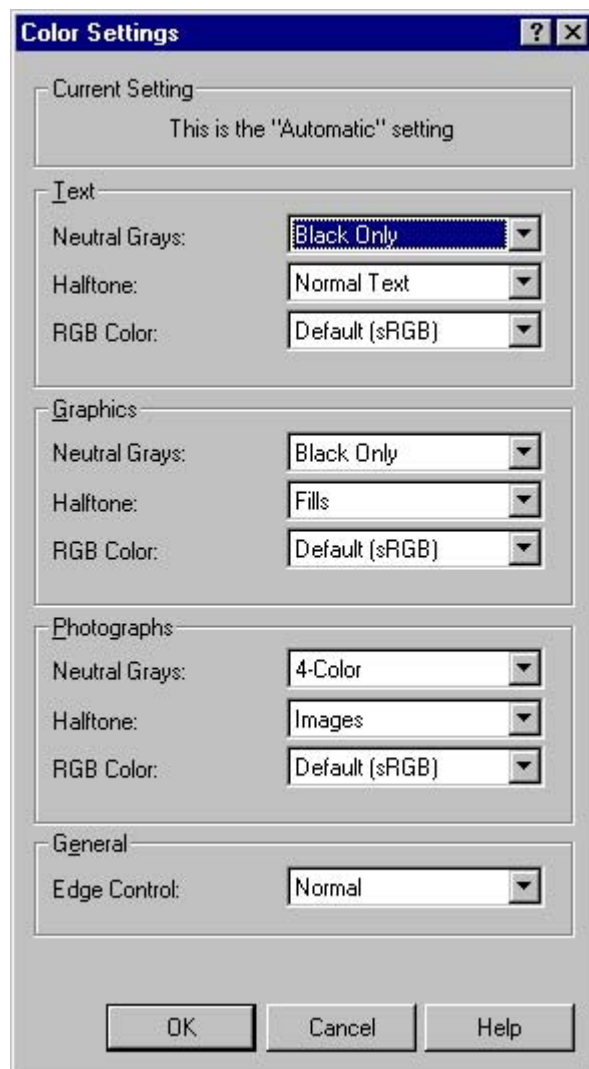 Color Settings
Current Setting
This is the "Automatic" setting
Text
Neutral Grays: Black Only
Halftone: Normal Text
RGB Color: Default (sRGB)
Graphics
Neutral Grays: Black Only
Halftone: Fills
RGB Color: Default (sRGB)
Photographs
Neutral Grays: 4-Color
Halftone: Images
RGB Color: Default (sRGB)
General
Edge Control: Normal
OK Cancel Help